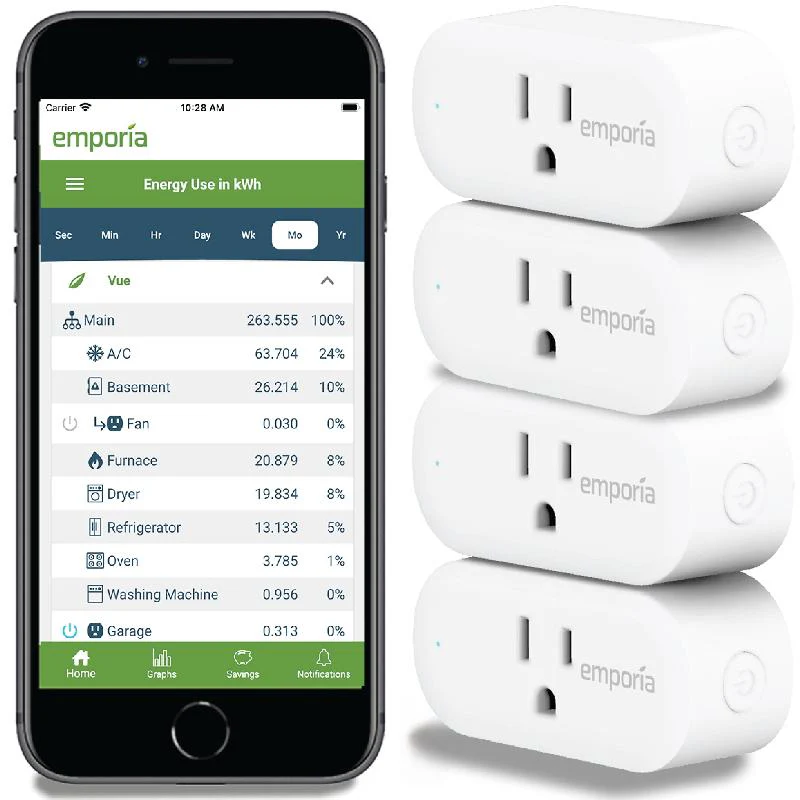 Carrier 10:28 AM
emporia
Energy Use in kWh
Sec Min Hr Day Wk Mo Yr
Vue
Main 263.555 100%
A/C 63.704 24%
Basement 26.214 10%
Fan 0.030 0%
Furnace 20.879 8%
Dryer 19.834 8%
Refrigerator 13.133 5%
Oven 3.785 1%
Washing Machine 0.956 0%
Garage 0.313 0%
Home Graphs Savings Notifications
emporia
emporia
emporia
emporia